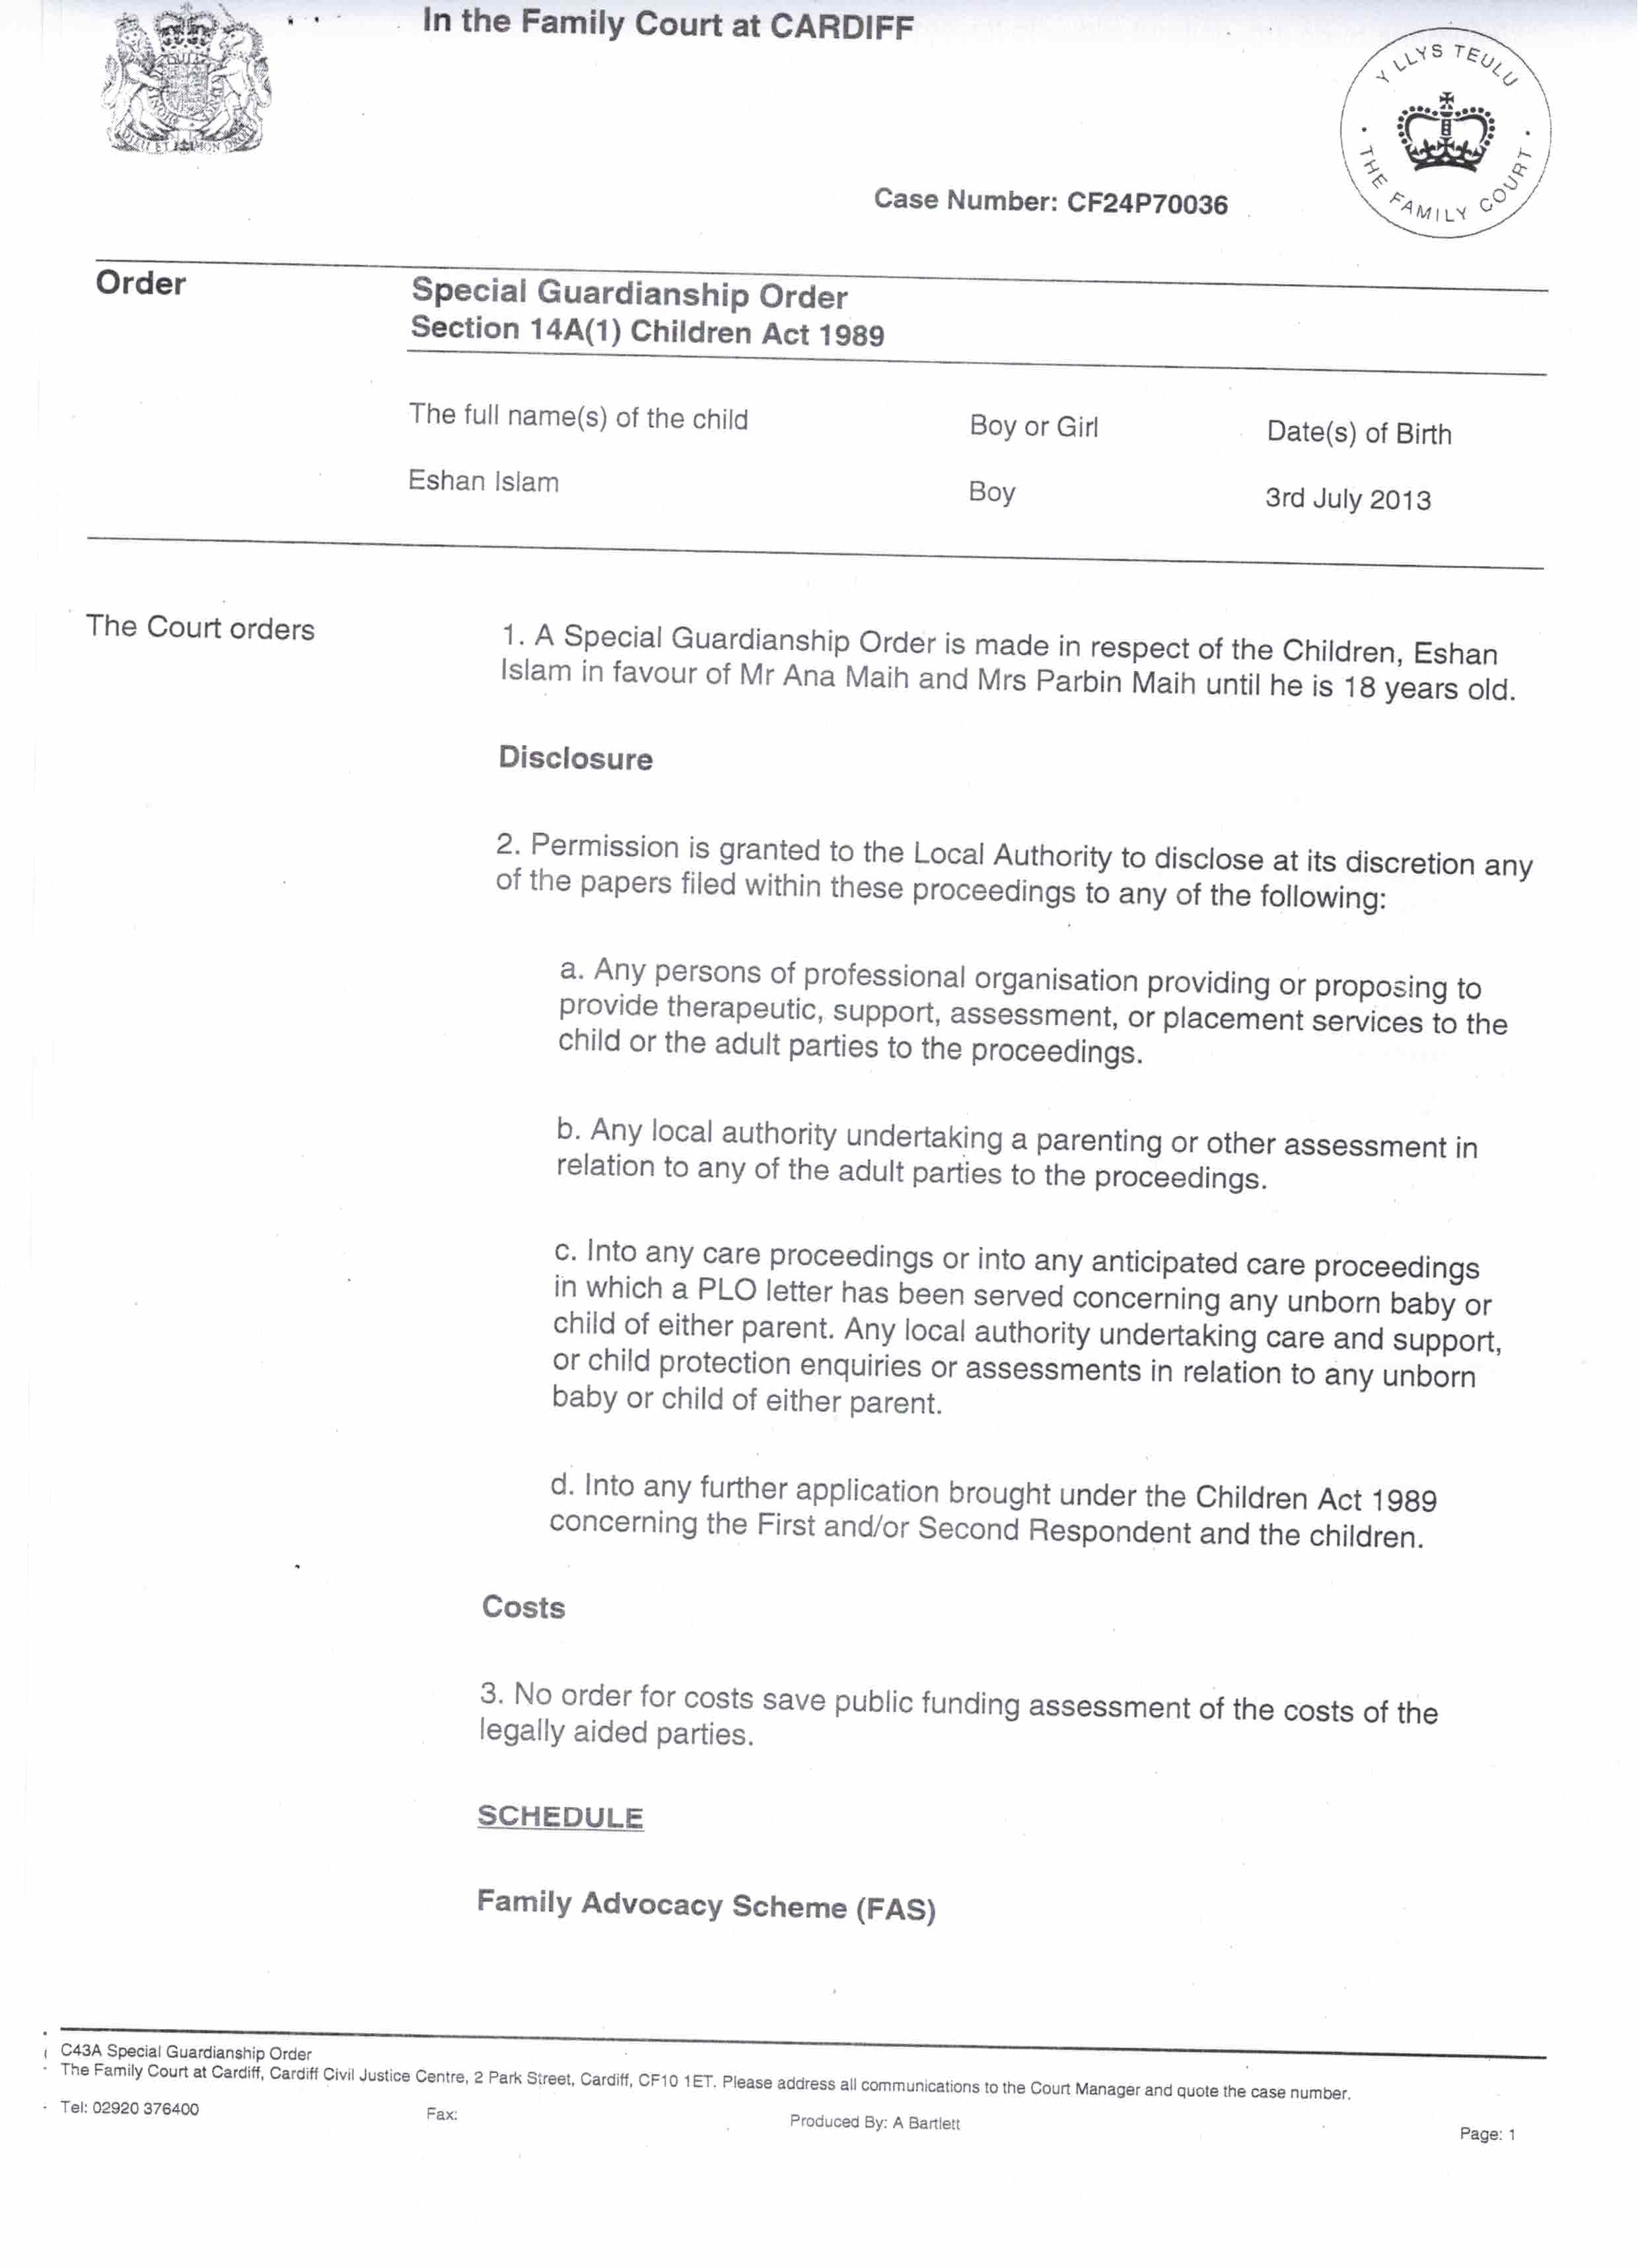 In the Family Court at CARDIFF
Y LLYS TEULU
THE FAMILY COURT
Case Number: CF24P70036
Order
Special Guardianship Order
Section 14A(1) Children Act 1989
The full name(s) of the child Boy or Girl Date(s) of Birth
Eshan Islam Boy 3rd July 2013
The Court orders
1. A Special Guardianship Order is made in respect of the Children, Eshan
Islam in favour of Mr Ana Maih and Mrs Parbin Maih until he is 18 years old.
Disclosure
2. Permission is granted to the Local Authority to disclose at its discretion any
of the papers filed within these proceedings to any of the following:
a. Any persons of professional organisation providing or proposing to
provide therapeutic, support, assessment, or placement services to the
child or the adult parties to the proceedings.
b. Any local authority undertaking a parenting or other assessment in
relation to any of the adult parties to the proceedings.
c. Into any care proceedings or into any anticipated care proceedings
in which a PLO letter has been served concerning any unborn baby or
child of either parent. Any local authority undertaking care and support,
or child protection enquiries or assessments in relation to any unborn
baby or child of either parent.
d. Into any further application brought under the Children Act 1989
concerning the First and/or Second Respondent and the children.
Costs
3. No order for costs save public funding assessment of the costs of the
legally aided parties.
SCHEDULE
Family Advocacy Scheme (FAS)
C43A Special Guardianship Order
The Family Court at Cardiff, Cardiff Civil Justice Centre, 2 Park Street, Cardiff, CF10 1ET. Please address all communications to the Court Manager and quote the case number.
Tel: 02920 376400 Fax: Produced By: A Bartlett Page: 1